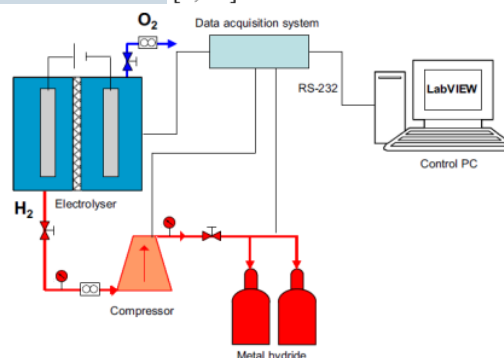 O2
Data acquisition system
RS-232
LabVIEW
Control PC
H2
Electrolyser
Compressor
Metal hydride